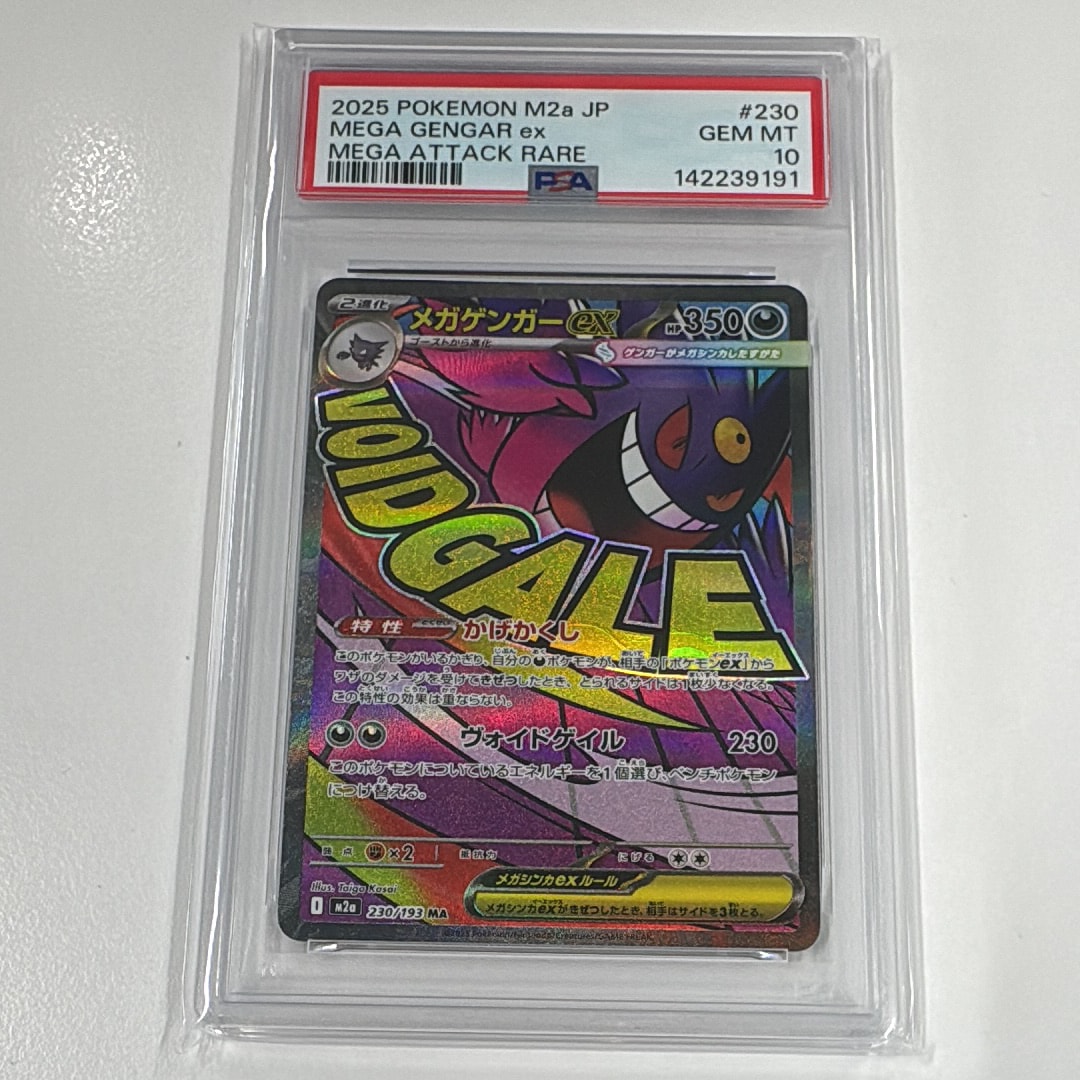 2025 POKEMON M2a JP #230
MEGA GENGAR ex GEM MT
MEGA ATTACK RARE 10
PSA 142239191
2進化 メガゲンガーex HP350
ゴーストから進化 ゲンガーがメガシンカしたすがた
VOID GALE
特性 かげかくし
このポケモンがいるかぎり、自分の ポケモンが、相手の「ポケモンex」から
ワザのダメージを受けてきぜつしたとき、とられるサイドは1枚少なくなる。
この特性の効果は重ならない。
ヴォイドゲイル 230
このポケモンについているエネルギーを1個選び、ベンチポケモン
につけ替える。
弱点 ×2 抵抗力 にげる
Illus. Taiga Kasai
メガシンカexルール
I M2a 230/193 MA
メガシンカexがきぜつしたとき、相手はサイドを3枚とる。